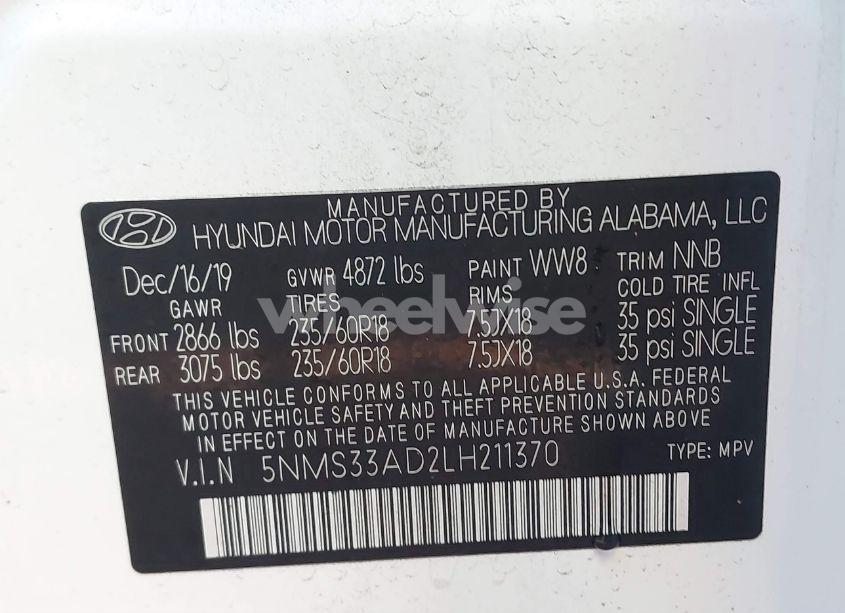 MANUFACTURED BY
HYUNDAI MOTOR MANUFACTURING ALABAMA, LLC
Dec/16/19 GVWR 4872 lbs PAINT WW8 TRIM NNB
GAWR TIRES RIMS COLD TIRE INFL
FRONT 2866 lbs 235/60R18 7.5JX18 35 psi SINGLE
REAR 3075 lbs 235/60R18 7.5JX18 35 psi SINGLE
wheelwise
THIS VEHICLE CONFORMS TO ALL APPLICABLE U.S.A. FEDERAL
MOTOR VEHICLE SAFETY AND THEFT PREVENTION STANDARDS
IN EFFECT ON THE DATE OF MANUFACTURE SHOWN ABOVE
V.I.N 5NMS33AD2LH211370 TYPE: MPV